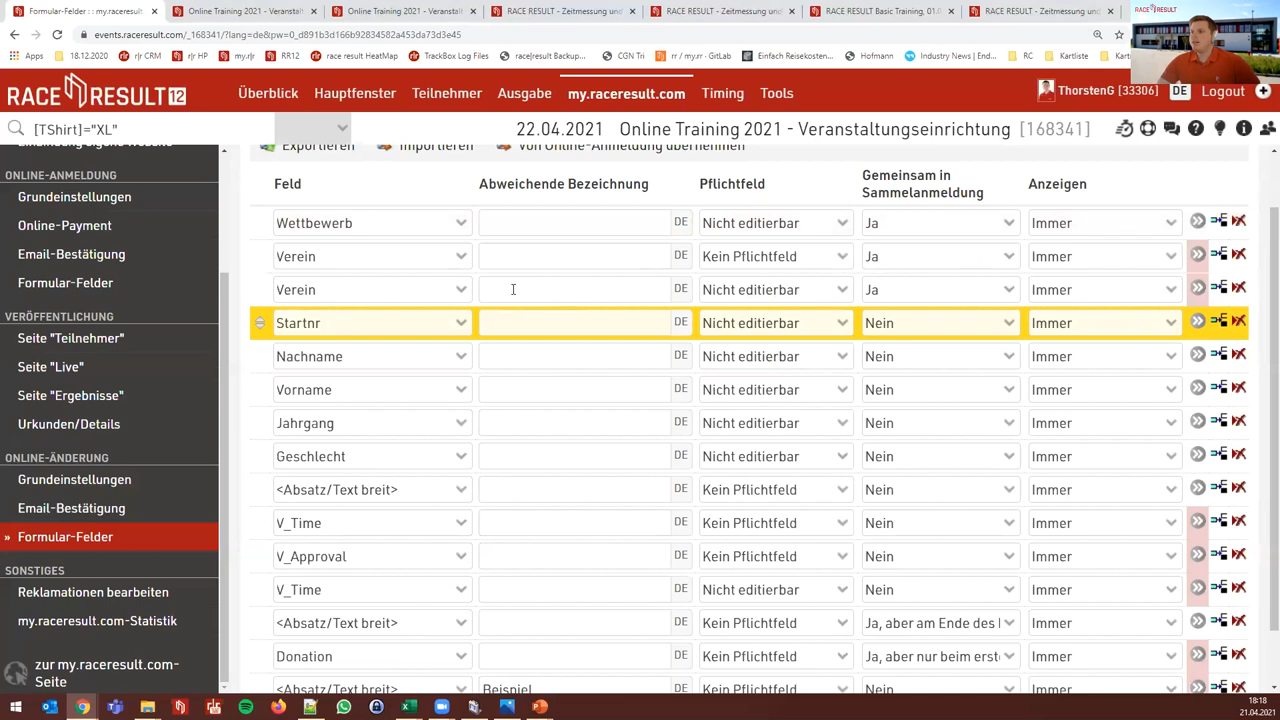 Formular-Felder : : my.raceresult
Online Training 2021 - Veranstalt
Online Training 2021 - Veranstalt
RACE RESULT - Zeitmessung und
RACE RESULT - Zeitmessung und
RACE RESULT Basic Training, 01.
RACE RESULT - Zeitmessung und
events.raceresult.com/_168341/?lang=de&pw=0_d891b3d166b92834582a453da73db6e45
Apps 18.12.2020 r|r CRM r|r HP my.r|r RR12 race result HeatMap TrackBox Log Files race|result backup... CGN Tri rr / my.rr · GitLab Einfach Reisekoste... Hofmann Industry News | End... RC Kartliste
RACE RESULT 12 Überblick Hauptfenster Teilnehmer Ausgabe my.raceresult.com Timing Tools ThorstenG [33306] DE Logout
[TShirt]="XL" 22.04.2021 Online Training 2021 - Veranstaltungseinrichtung [168341]
Exportieren Importieren Von Online-Anmeldung übernehmen
ONLINE-ANMELDUNG
Grundeinstellungen
Online-Payment
Email-Bestätigung
Formular-Felder
VERÖFFENTLICHUNG
Seite "Teilnehmer"
Seite "Live"
Seite "Ergebnisse"
Urkunden/Details
ONLINE-ÄNDERUNG
Grundeinstellungen
Email-Bestätigung
» Formular-Felder
SONSTIGES
Reklamationen bearbeiten
my.raceresult.com-Statistik
zur my.raceresult.com-
Seite
Feld Abweichende Bezeichnung Pflichtfeld Gemeinsam in
Sammelanmeldung Anzeigen
Wettbewerb DE Nicht editierbar Ja Immer
Verein DE Kein Pflichtfeld Ja Immer
Verein DE Nicht editierbar Ja Immer
Startnr DE Nicht editierbar Nein Immer
Nachname DE Nicht editierbar Nein Immer
Vorname DE Nicht editierbar Nein Immer
Jahrgang DE Nicht editierbar Nein Immer
Geschlecht DE Nicht editierbar Nein Immer
<Absatz/Text breit> DE Kein Pflichtfeld Nein Immer
V_Time DE Kein Pflichtfeld Nein Immer
V_Approval DE Kein Pflichtfeld Nein Immer
V_Time DE Nicht editierbar Nein Immer
<Absatz/Text breit> DE Kein Pflichtfeld Ja, aber am Ende des Immer
Donation DE Kein Pflichtfeld Ja, aber nur beim erst Immer
<Absatz/Text breit> Beispiel DE Kein Pflichtfeld Nein Immer
18:18
21.04.2021